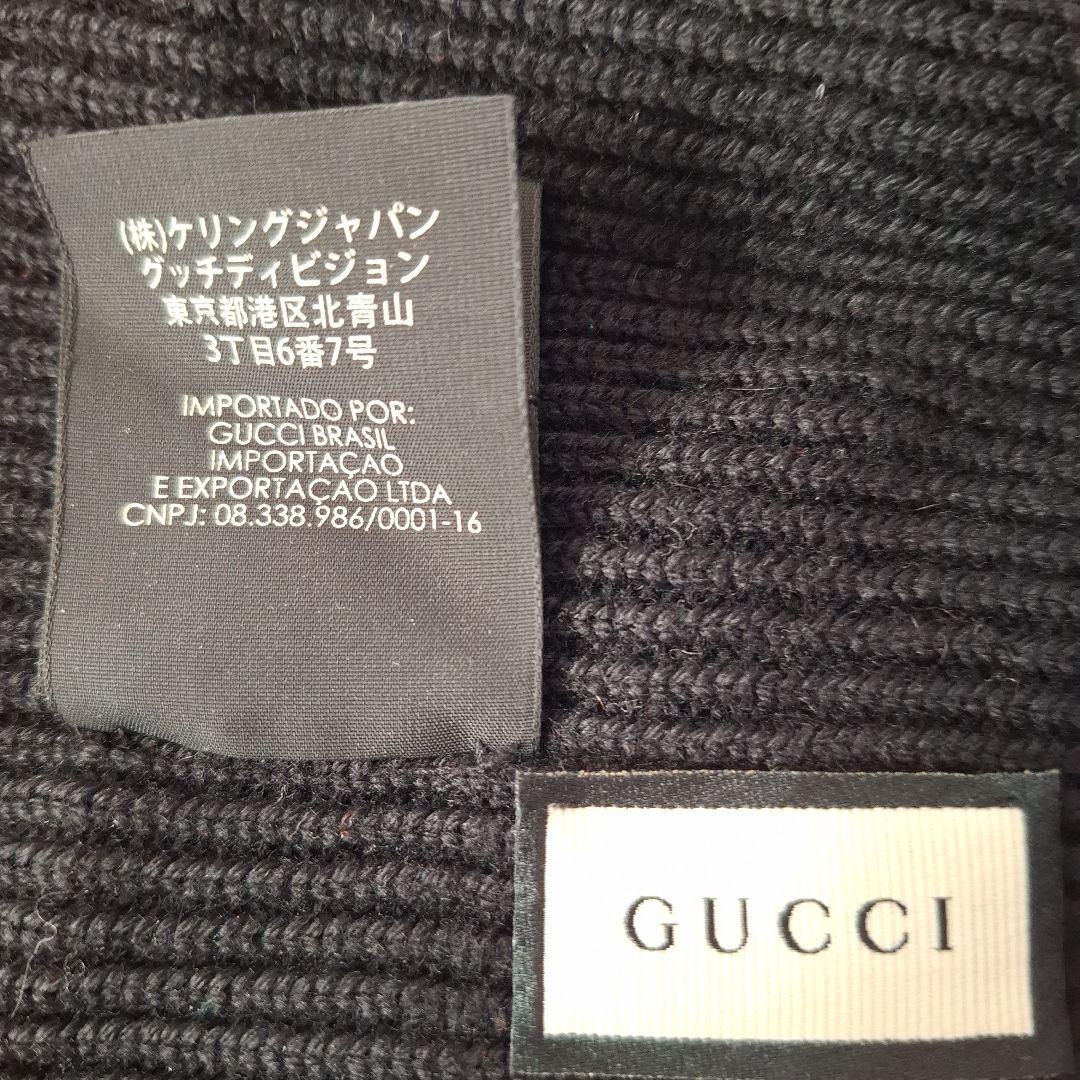 (株)ケリングジャパン
グッチディビジョン
東京都港区北青山
3丁目6番7号
IMPORTADO POR:
GUCCI BRASIL
IMPORTAÇAO
E EXPORTAÇAO LTDA
CNPJ: 08.338.986/0001-16
GUCCI